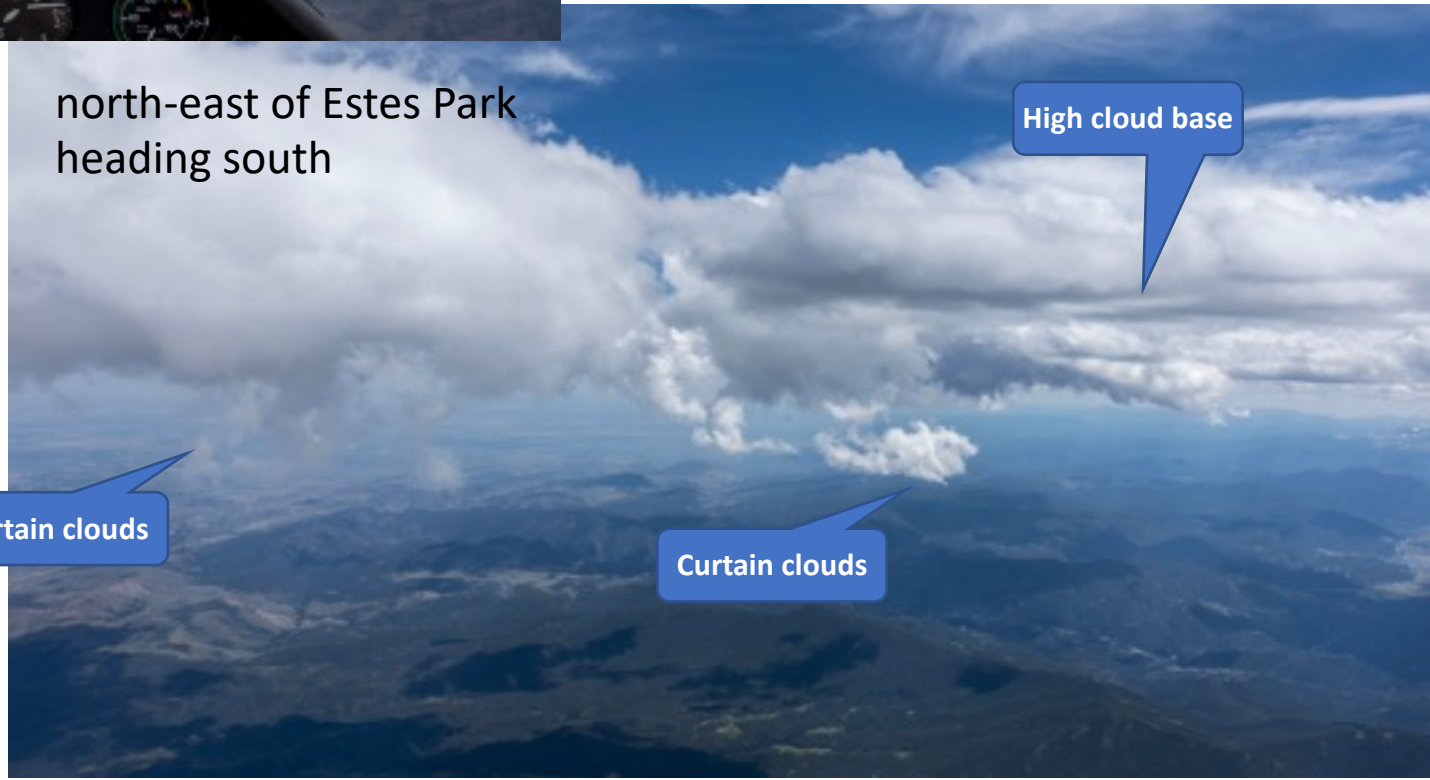 north-east of Estes Park
heading south
High cloud base
rtain clouds
Curtain clouds